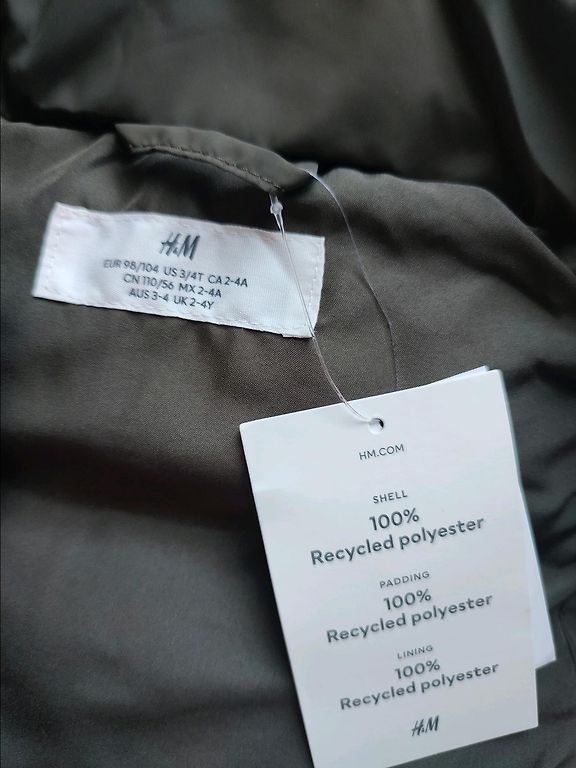 H&M
EUR 98/104 US 3/4T CA 2-4A
CN 110/56 MX 2-4A
AUS 3-4 UK 2-4Y
HM.COM
SHELL
100%
Recycled polyester
PADDING
100%
Recycled polyester
LINING
100%
Recycled polyester
H&M